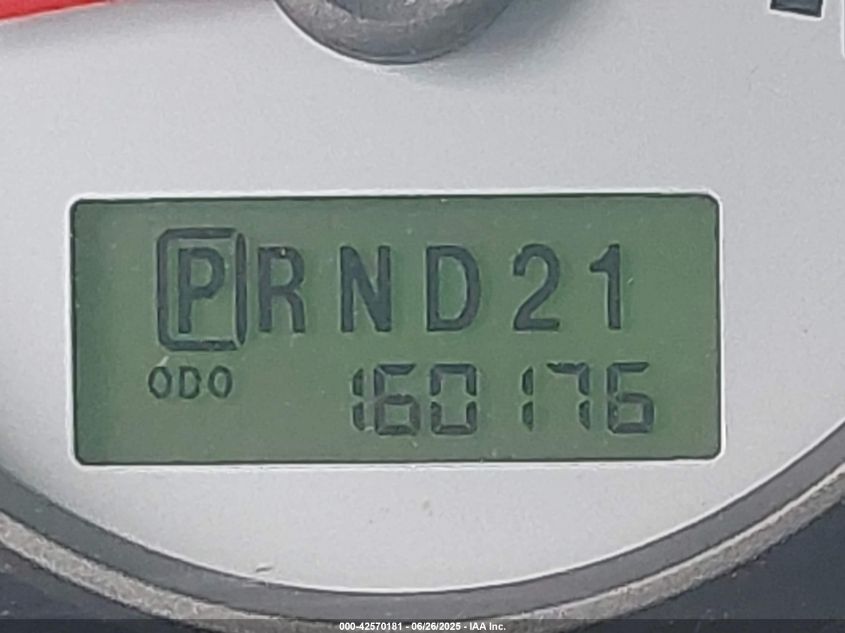 PRND21
ODO 160176
000-42570181 - 06/26/2025 - IAA Inc.